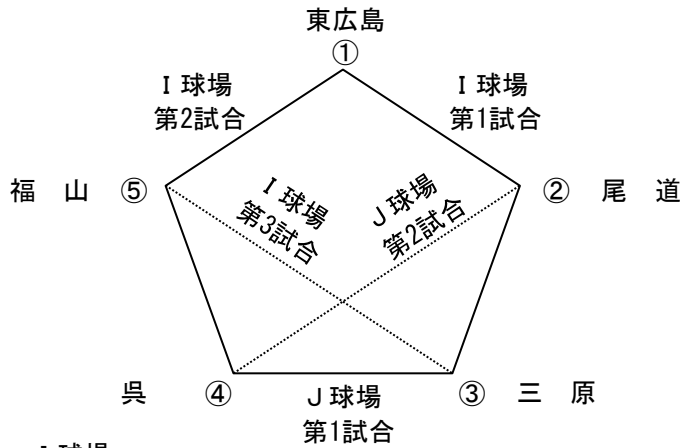 東広島
①
I 球場
第2試合
I 球場
第1試合
福 山 ⑤
I 球場
第3試合
J 球場
第2試合
② 尾 道
呉 ④
③ 三 原
J 球場
第1試合
I 球場